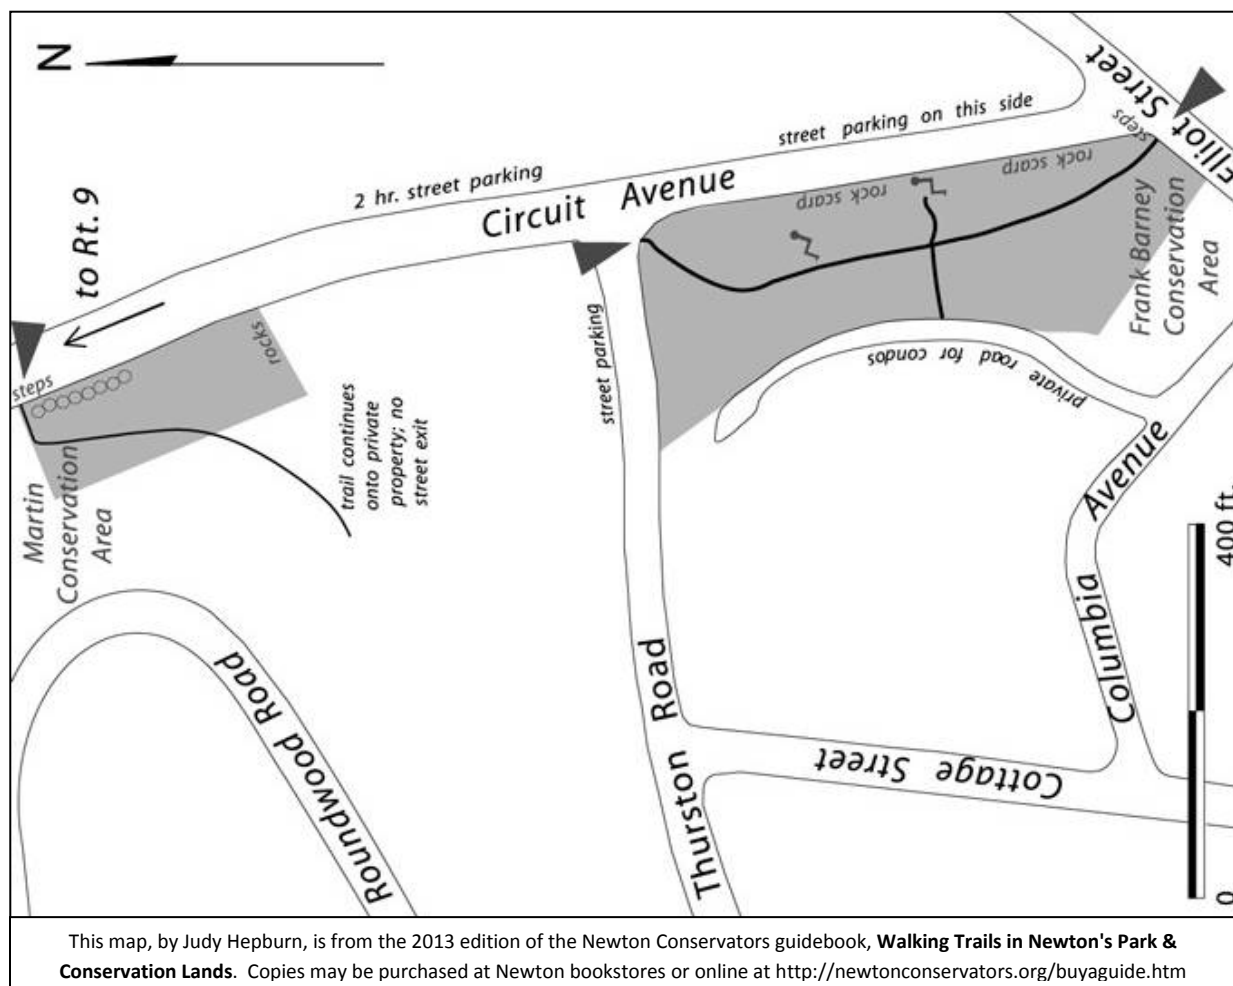 N
to Rt. 9
2 hr. street parking
street parking on this side
Circuit Avenue
Elliot Street
steps
rock scarp
rock scarp
Frank Barney
Conservation
Area
steps
rocks
street parking
private road for condos
trail continues
onto private
property; no
street exit
Martin
Conservation
Area
Roundwood Road
Thurston Road
Cottage Street
Columbia Avenue
400 ft.
0
This map, by Judy Hepburn, is from the 2013 edition of the Newton Conservators guidebook, Walking Trails in Newton's Park &
Conservation Lands. Copies may be purchased at Newton bookstores or online at http://newtonconservators.org/buyaguide.htm